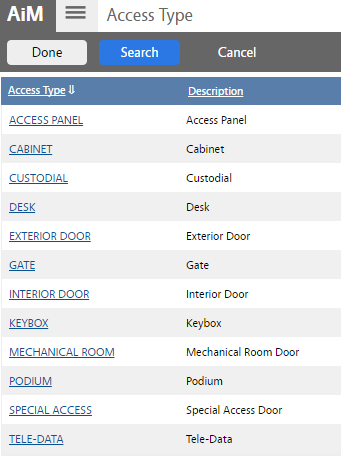 AiM Access Type
Done Search Cancel
Access Type⇓ Description
ACCESS PANEL Access Panel
CABINET Cabinet
CUSTODIAL Custodial
DESK Desk
EXTERIOR DOOR Exterior Door
GATE Gate
INTERIOR DOOR Interior Door
KEYBOX Keybox
MECHANICAL ROOM Mechanical Room Door
PODIUM Podium
SPECIAL ACCESS Special Access Door
TELE-DATA Tele-Data